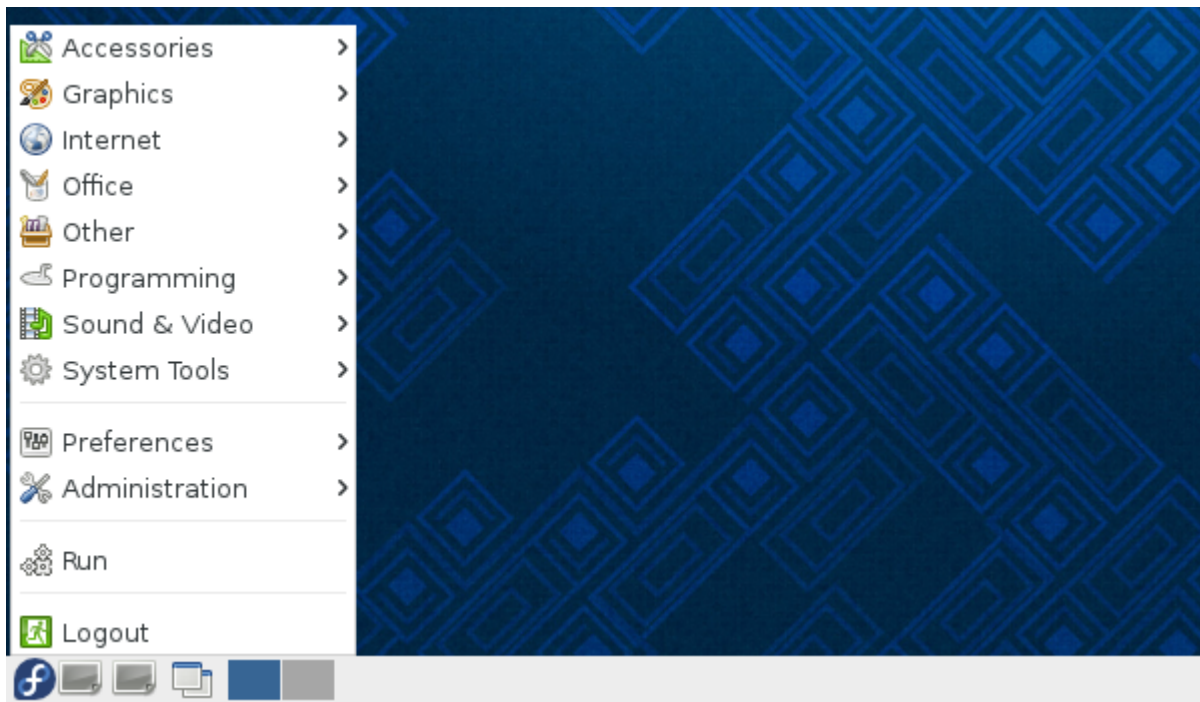 Accessories
Graphics
Internet
Office
Other
Programming
Sound & Video
System Tools
Preferences
Administration
Run
Logout